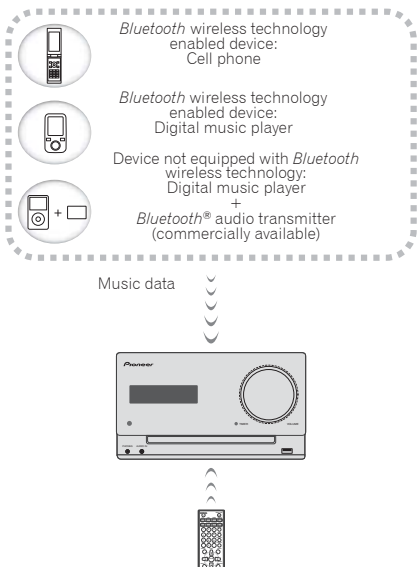 Bluetooth wireless technology
enabled device:
Cell phone
Bluetooth wireless technology
enabled device:
Digital music player
Device not equipped with Bluetooth
wireless technology:
Digital music player
+
Bluetooth® audio transmitter
(commercially available)
+
Music data
Pioneer